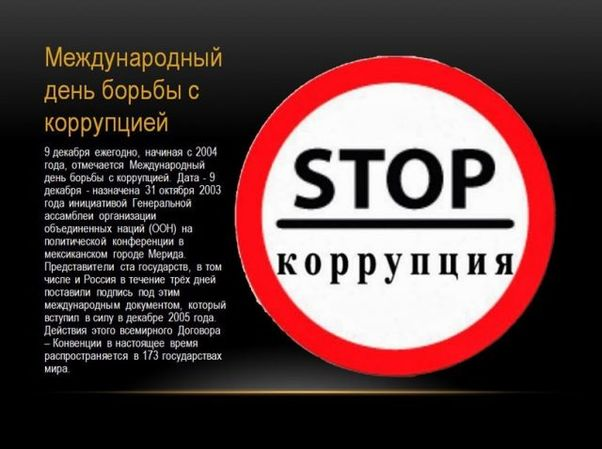 Международный
день борьбы с
коррупцией
9 декабря ежегодно, начиная с 2004
года, отмечается Международный
день борьбы с коррупцией. Дата - 9
декабря - назначена 31 октября 2003
года инициативой Генеральной
ассамблеи организации
объединенных наций (ООН) на
политической конференции в
мексиканском городе Мерида.
Представители ста государств, в том
числе и Россия в течение трёх дней
поставили подпись под этим
международным документом, который
вступил в силу в декабре 2005 года.
Действия этого всемирного Договора
– Конвенции в настоящее время
распространяется в 173 государствах
мира.
STOP
коррупция